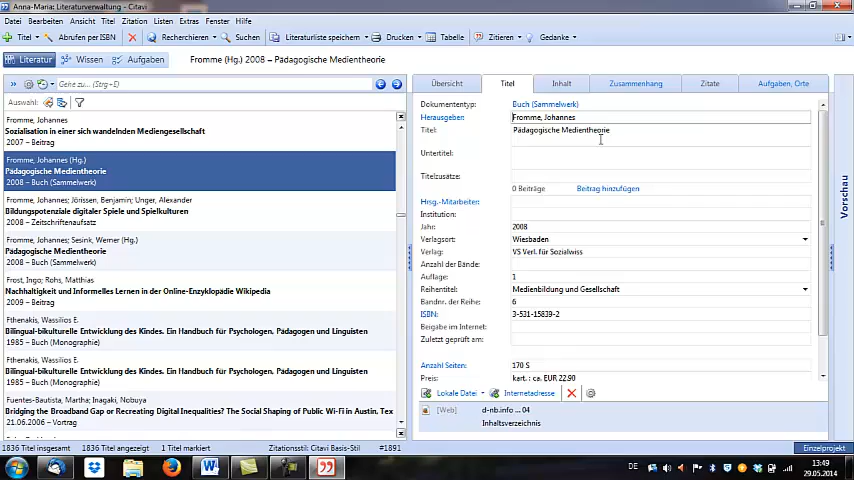 Anna-Maria: Literaturverwaltung - Citavi
Datei Bearbeiten Ansicht Titel Citation Listen Extras Fenster Hilfe
Titel Abrufen per ISBN Recherchieren Suchen Literaturliste speichern Drucken Tabelle Zitieren Gedanke
Literatur Wissen Aufgaben Fromme (Hg.) 2008 – Pädagogische Medientheorie
Gehe zu... (Strg+E)
Auswahl:
Fromme, Johannes
Sozialisation in einer sich wandelnden Mediengesellschaft
2007 – Beitrag
Fromme, Johannes (Hg.)
Pädagogische Medientheorie
2008 – Buch (Sammelwerk)
Fromme, Johannes; Jörissen, Benjamin; Unger, Alexander
Bildungspotenziale digitaler Spiele und Spielkulturen
2008 – Zeitschriftenaufsatz
Fromme, Johannes; Sesink, Werner (Hg.)
Pädagogische Medientheorie
2008 – Buch (Sammelwerk)
Frost, Ingo; Rohs, Matthias
Nachhaltigkeit und Informelles Lernen in der Online-Enzyklopädie Wikipedia
2009 – Beitrag
Fthenakis, Wassilios E.
Bilingual-bikulturelle Entwicklung des Kindes. Ein Handbuch für Psychologen, Pädagogen und Linguisten
1985 – Buch (Monographie)
Fthenakis, Wassilios E.
Bilingual-bikulturelle Entwicklung des Kindes. Ein Handbuch für Psychologen, Pädagogen und Linguisten
1985 – Buch (Monographie)
Fuentes-Bautista, Martha; Inagaki, Nobuya
Bridging the Broadband Gap or Recreating Digital Inequalities? The Social Shaping of Public Wi-Fi in Austin, Tex
21.06.2006 – Vortrag
Übersicht Titel Inhalt Zusammenhang Zitate Aufgaben, Orte
Dokumententyp: Buch (Sammelwerk)
Herausgeber: Fromme, Johannes
Titel: Pädagogische Medientheorie
Untertitel:
Titelzusätze:
0 Beiträge Beitrag hinzufügen
Hrsg.-Mitarbeiter:
Institution:
Jahr: 2008
Verlagsort: Wiesbaden
Verlag: VS Verl. für Sozialwiss
Anzahl der Bände:
Auflage: 1
Reihentitel: Medienbildung und Gesellschaft
Bandnr. der Reihe: 6
ISBN: 3-531-15839-2
Beigabe im Internet:
Zuletzt geprüft am:
Anzahl Seiten: 170 S
Preis: kart. : ca. EUR 22.90
Lokale Datei Internetadresse
[Web] d-nb.info ... 04
Inhaltsverzeichnis
Vorschau
1836 Titel insgesamt 1836 Titel angezeigt 1 Titel markiert Zitationsstil: Citavi Basis-Stil #1891 Einzelprojekt
DE 13:49
29.05.2014